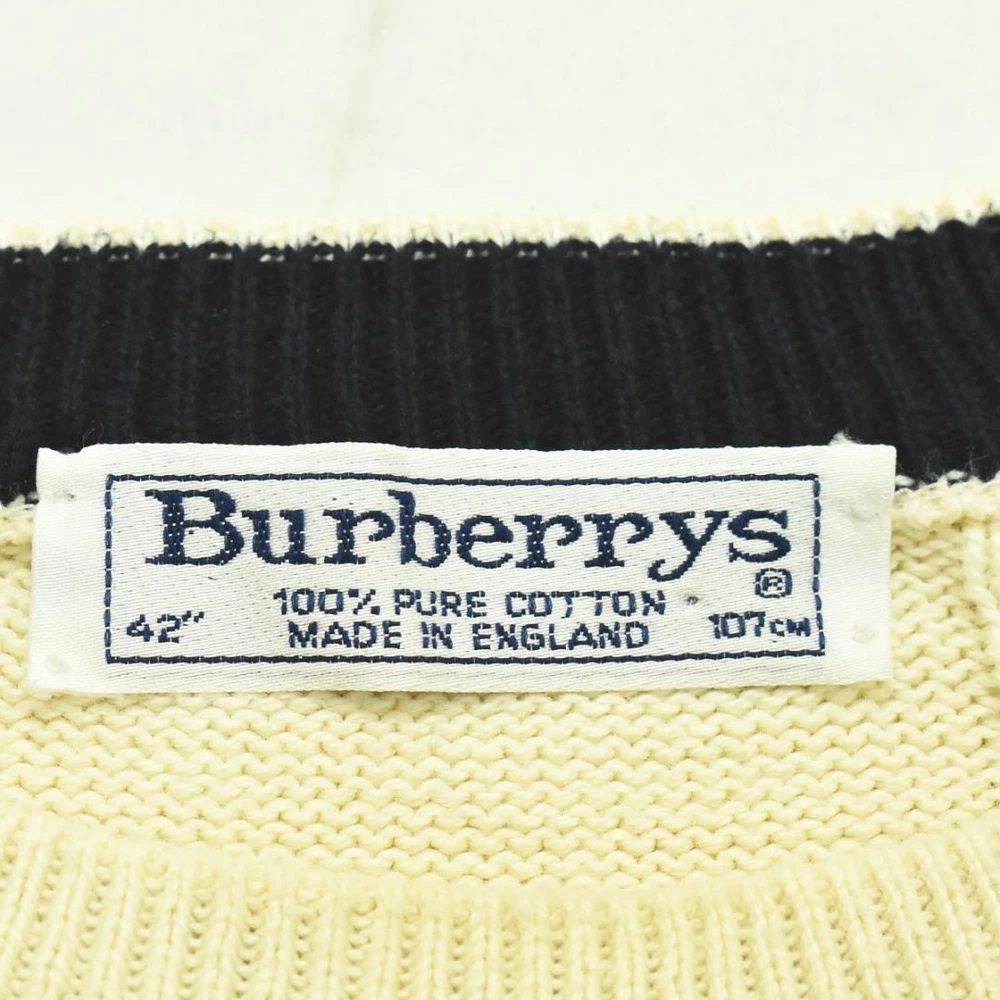 Burberrys
®
100% PURE COTTON
42" MADE IN ENGLAND 107CM